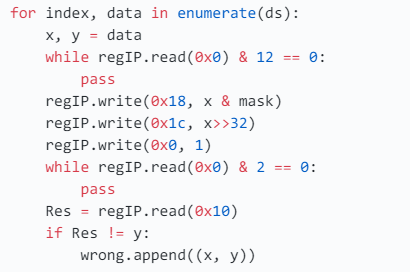 for index, data in enumerate(ds):
    x, y = data
    while regIP.read(0x0) & 12 == 0:
        pass
    regIP.write(0x18, x & mask)
    regIP.write(0x1c, x>>32)
    regIP.write(0x0, 1)
    while regIP.read(0x0) & 2 == 0:
        pass
    Res = regIP.read(0x10)
    if Res != y:
        wrong.append((x, y))